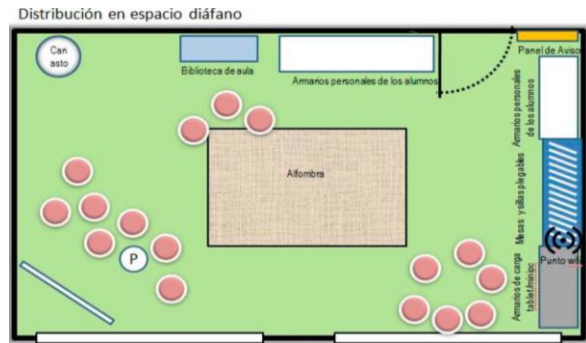 Distribución en espacio diáfano
Can
asto
Biblioteca de aula
Armarios personales de los alumnos
Panel de Aviso
Armarios personales
de los alumnos
Mesas y sillas plegables
Alfombra
P
Punto wifi
Armarios de carga
tablet/minipc